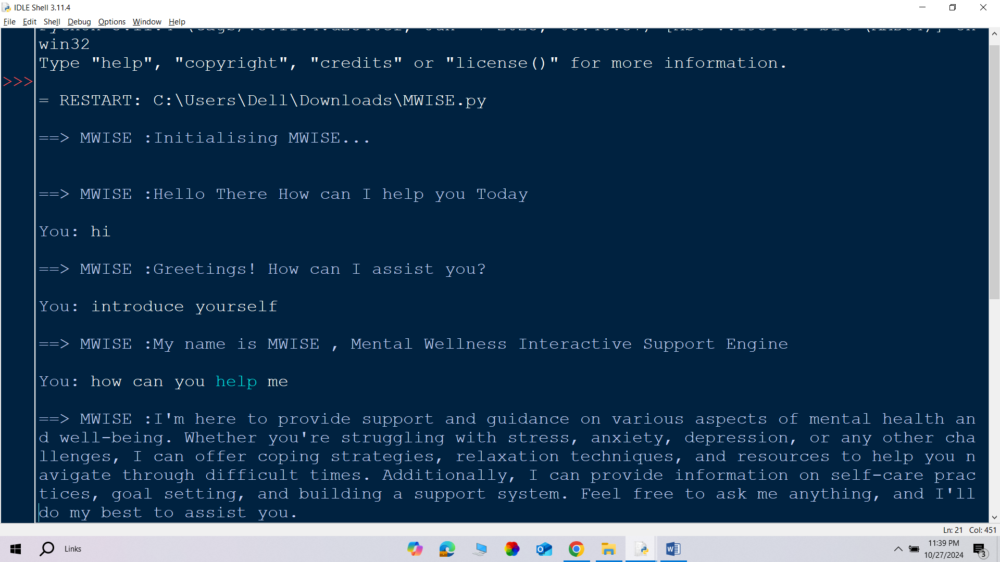 IDLE Shell 3.11.4
File Edit Shell Debug Options Window Help
win32
Type "help", "copyright", "credits" or "license()" for more information.
>>>
= RESTART: C:\Users\Dell\Downloads\MWISE.py
==> MWISE :Initialising MWISE...
==> MWISE :Hello There How can I help you Today
You: hi
==> MWISE :Greetings! How can I assist you?
You: introduce yourself
==> MWISE :My name is MWISE , Mental Wellness Interactive Support Engine
You: how can you help me
==> MWISE :I'm here to provide support and guidance on various aspects of mental health an
d well-being. Whether you're struggling with stress, anxiety, depression, or any other cha
llenges, I can offer coping strategies, relaxation techniques, and resources to help you n
avigate through difficult times. Additionally, I can provide information on self-care prac
tices, goal setting, and building a support system. Feel free to ask me anything, and I'll
do my best to assist you.
Ln: 21 Col: 451
Links
11:39 PM
10/27/2024
3